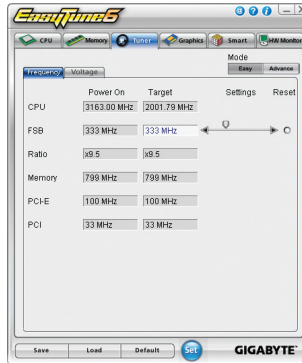 EasyTune6
CPU Memory Tuner Graphics Smart HW Monitor
Mode
Easy Advance
Frequency Voltage
Power On Target Settings Reset
CPU 3163.00 MHz 2001.79 MHz
FSB 333 MHz 333 MHz
Ratio x9.5 x9.5
Memory 799 MHz 799 MHz
PCI-E 100 MHz 100 MHz
PCI 33 MHz 33 MHz
Save Load Default Set GIGABYTE